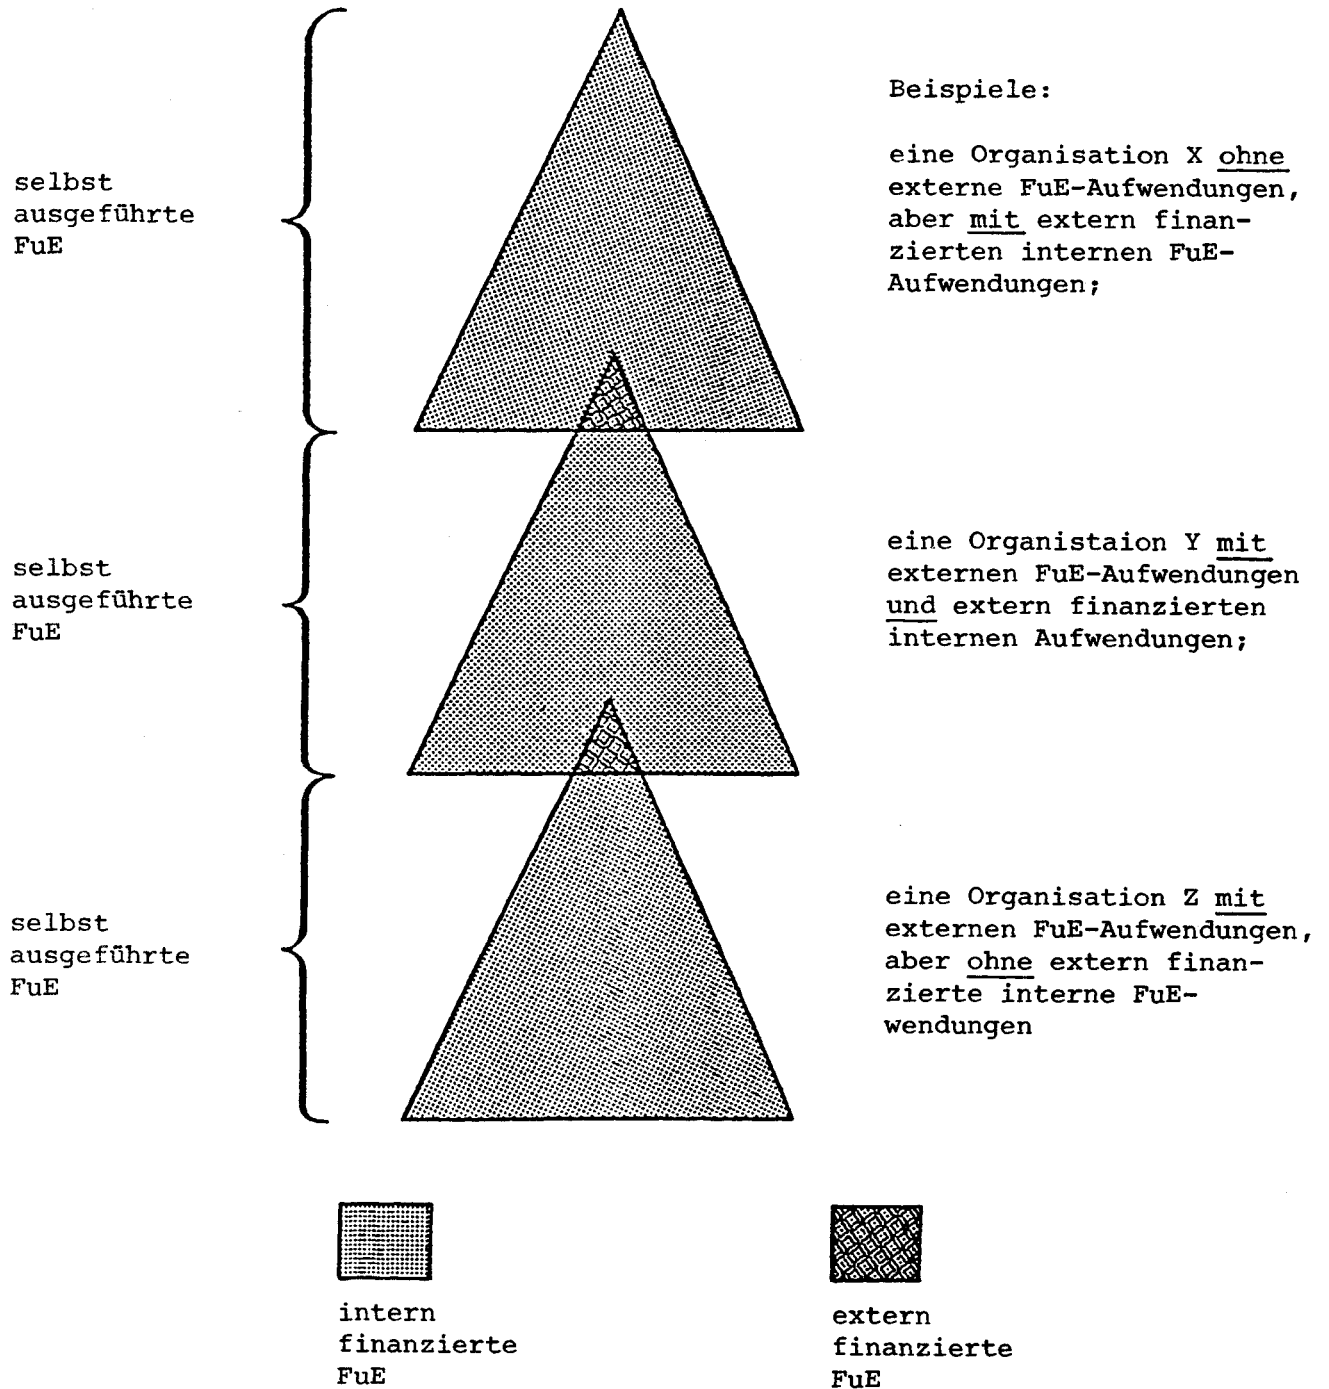 Beispiele:
selbst
ausgeführte
FuE
eine Organisation X ohne
externe FuE-Aufwendungen,
aber mit extern finan-
zierten internen FuE-
Aufwendungen;
selbst
ausgeführte
FuE
eine Organistaion Y mit
externen FuE-Aufwendungen
und extern finanzierten
internen Aufwendungen;
selbst
ausgeführte
FuE
eine Organisation Z mit
externen FuE-Aufwendungen,
aber ohne extern finan-
zierte interne FuE-
wendungen
intern
finanzierte
FuE
extern
finanzierte
FuE